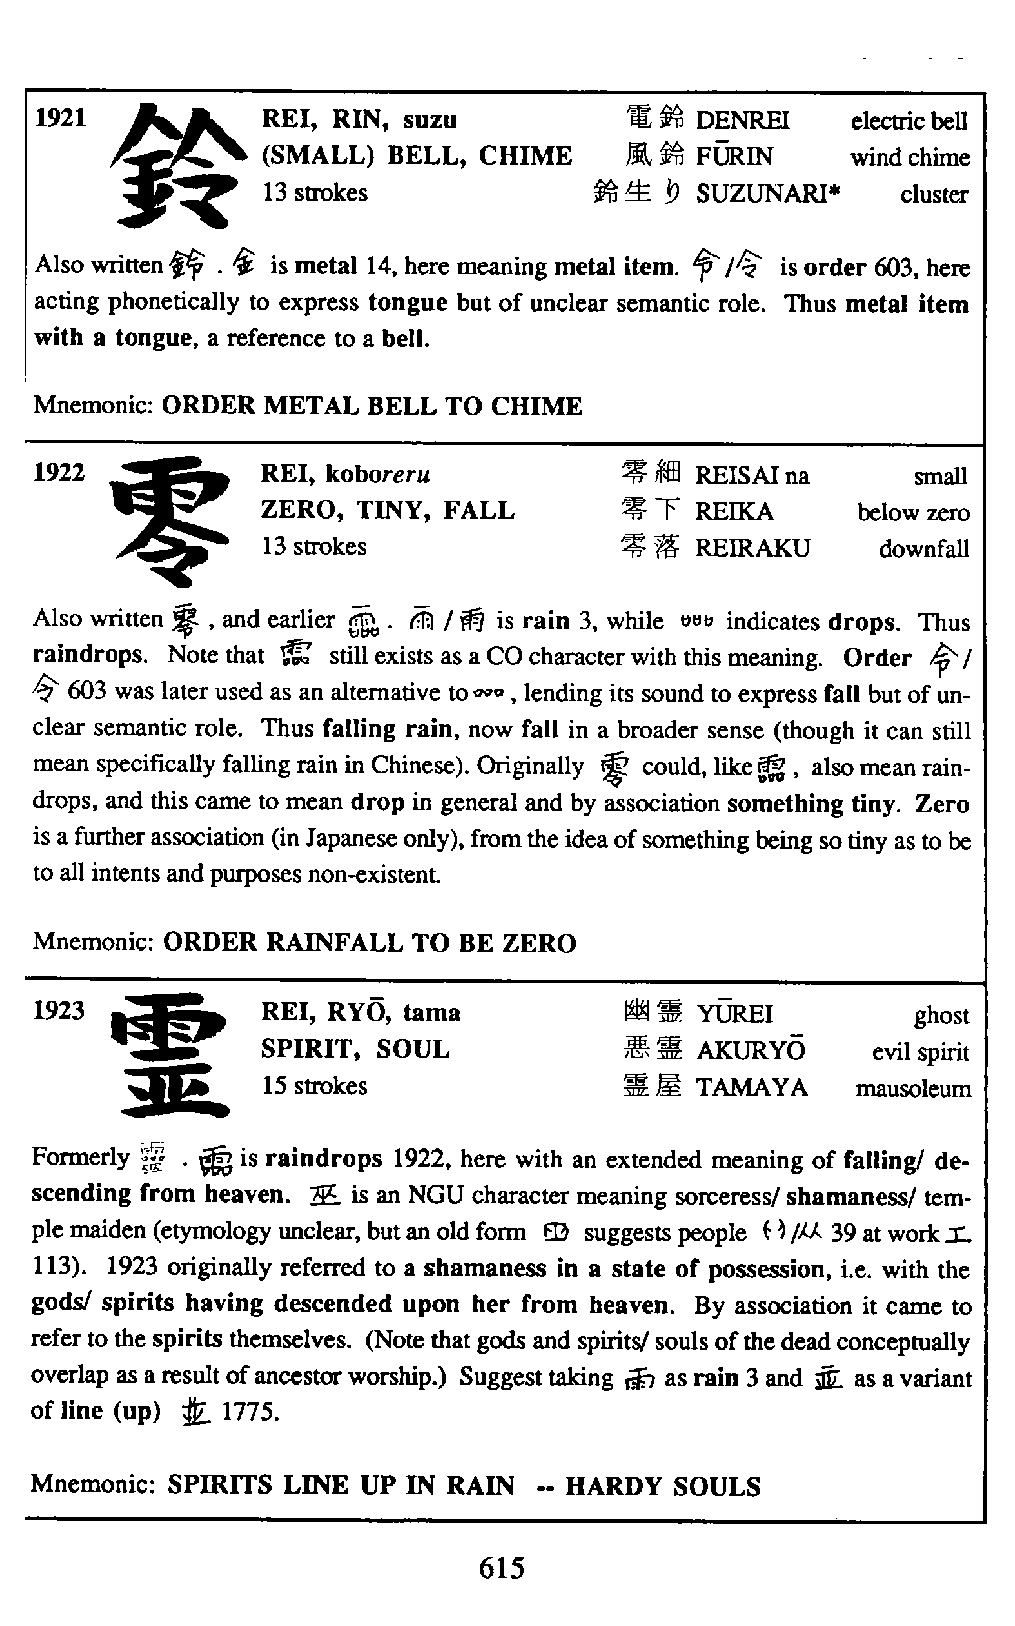 1921 鈴 REI, RIN, suzu 電鈴 DENREI electric bell
(SMALL) BELL, CHIME 風鈴 FŪRIN wind chime
13 strokes 鈴生り SUZUNARI* cluster
Also written 鈴 . 金 is metal 14, here meaning metal item. 令/令 is order 603, here
acting phonetically to express tongue but of unclear semantic role. Thus metal item
with a tongue, a reference to a bell.
Mnemonic: ORDER METAL BELL TO CHIME
1922 零 REI, koboreru 零細 REISAI na small
ZERO, TINY, FALL 零下 REIKA below zero
13 strokes 零落 REIRAKU downfall
Also written 零 , and earlier . / 雨 is rain 3, while indicates drops. Thus
raindrops. Note that 霝 still exists as a CO character with this meaning. Order 令/
令 603 was later used as an alternative to , lending its sound to express fall but of un-
clear semantic role. Thus falling rain, now fall in a broader sense (though it can still
mean specifically falling rain in Chinese). Originally 零 could, like 霝 , also mean rain-
drops, and this came to mean drop in general and by association something tiny. Zero
is a further association (in Japanese only), from the idea of something being so tiny as to be
to all intents and purposes non-existent.
Mnemonic: ORDER RAINFALL TO BE ZERO
1923 霊 REI, RYŌ, tama 幽霊 YŪREI ghost
SPIRIT, SOUL 悪霊 AKURYŌ evil spirit
15 strokes 霊屋 TAMAYA mausoleum
Formerly 靈 . 霝 is raindrops 1922, here with an extended meaning of falling/ de-
scending from heaven. 巫 is an NGU character meaning sorceress/ shamaness/ tem-
ple maiden (etymology unclear, but an old form suggests people /从 39 at work 工
113). 1923 originally referred to a shamaness in a state of possession, i.e. with the
gods/ spirits having descended upon her from heaven. By association it came to
refer to the spirits themselves. (Note that gods and spirits/ souls of the dead conceptually
overlap as a result of ancestor worship.) Suggest taking 雨 as rain 3 and as a variant
of line (up) 並 1775.
Mnemonic: SPIRITS LINE UP IN RAIN -- HARDY SOULS
615